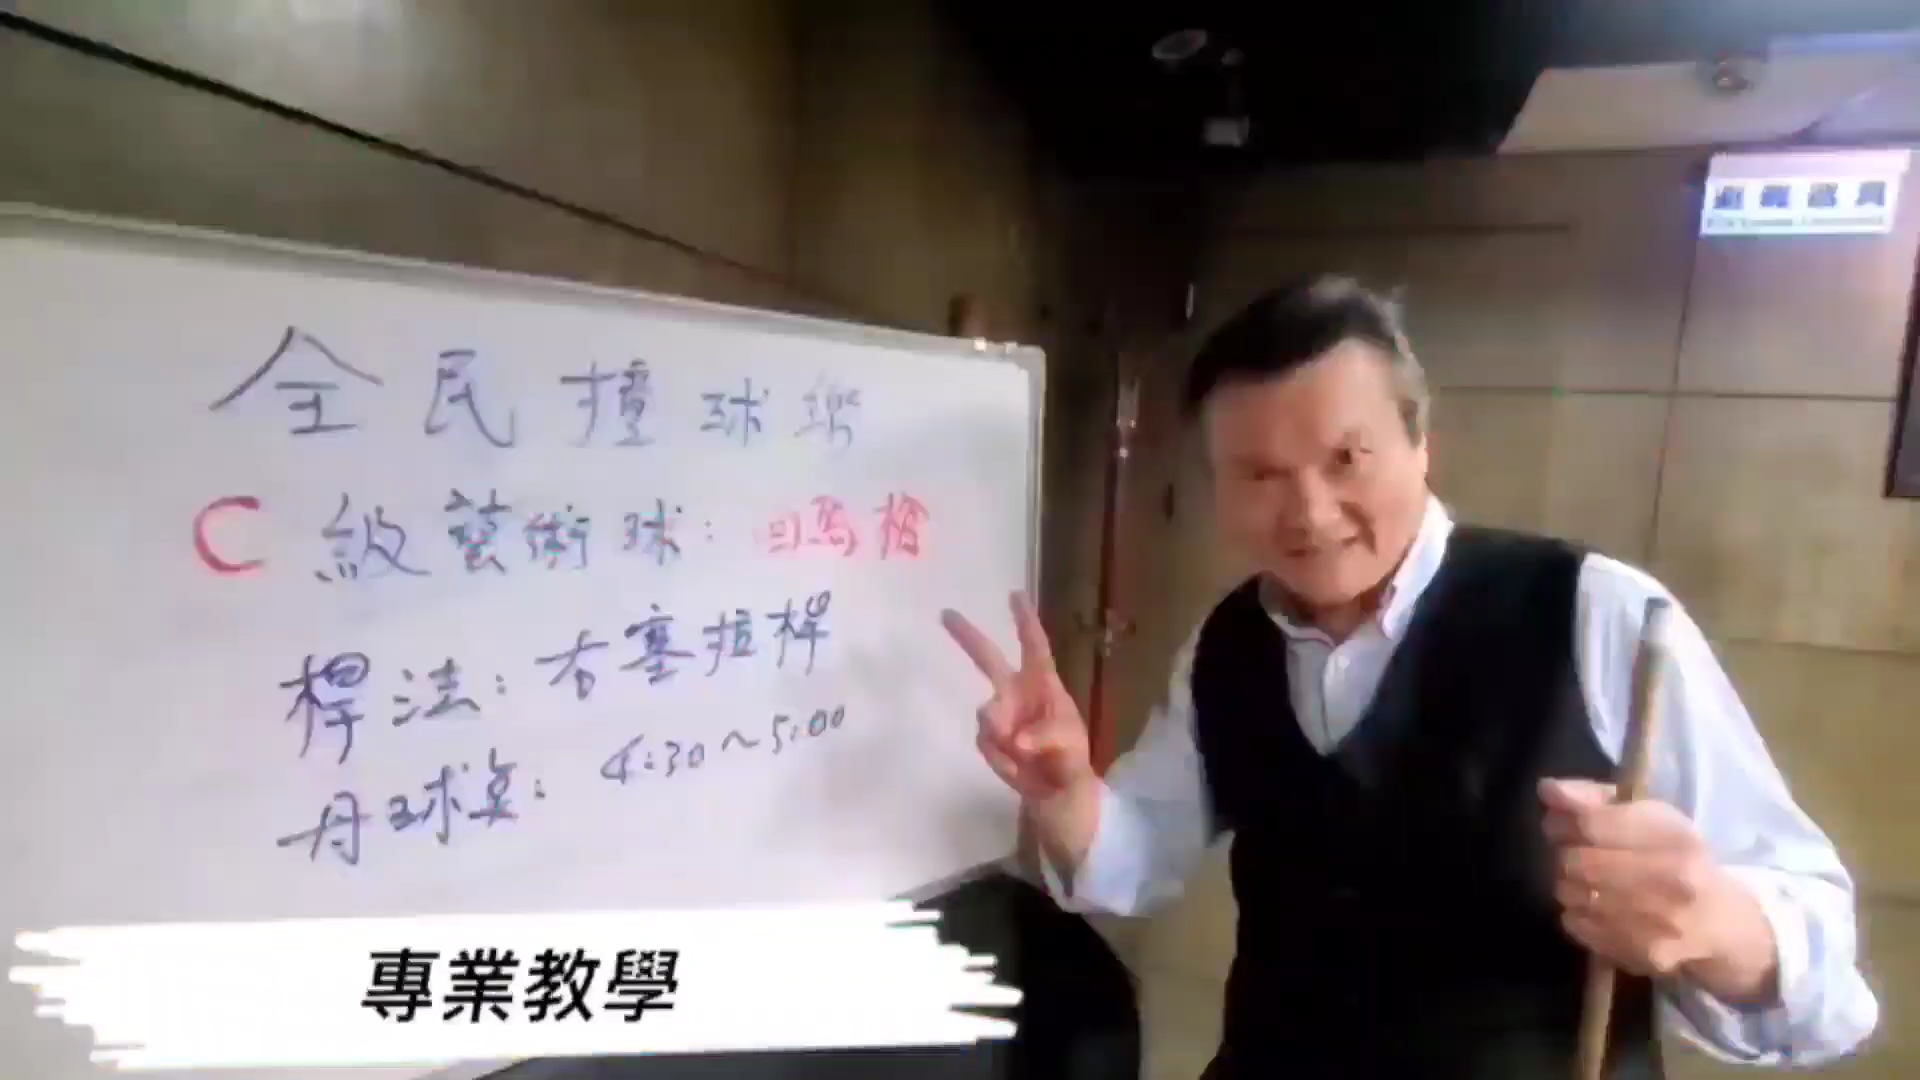 全民撞球樂
C級藝術球：回馬槍
桿法：右塞拉桿
母球點：4:30～5:00
專業教學